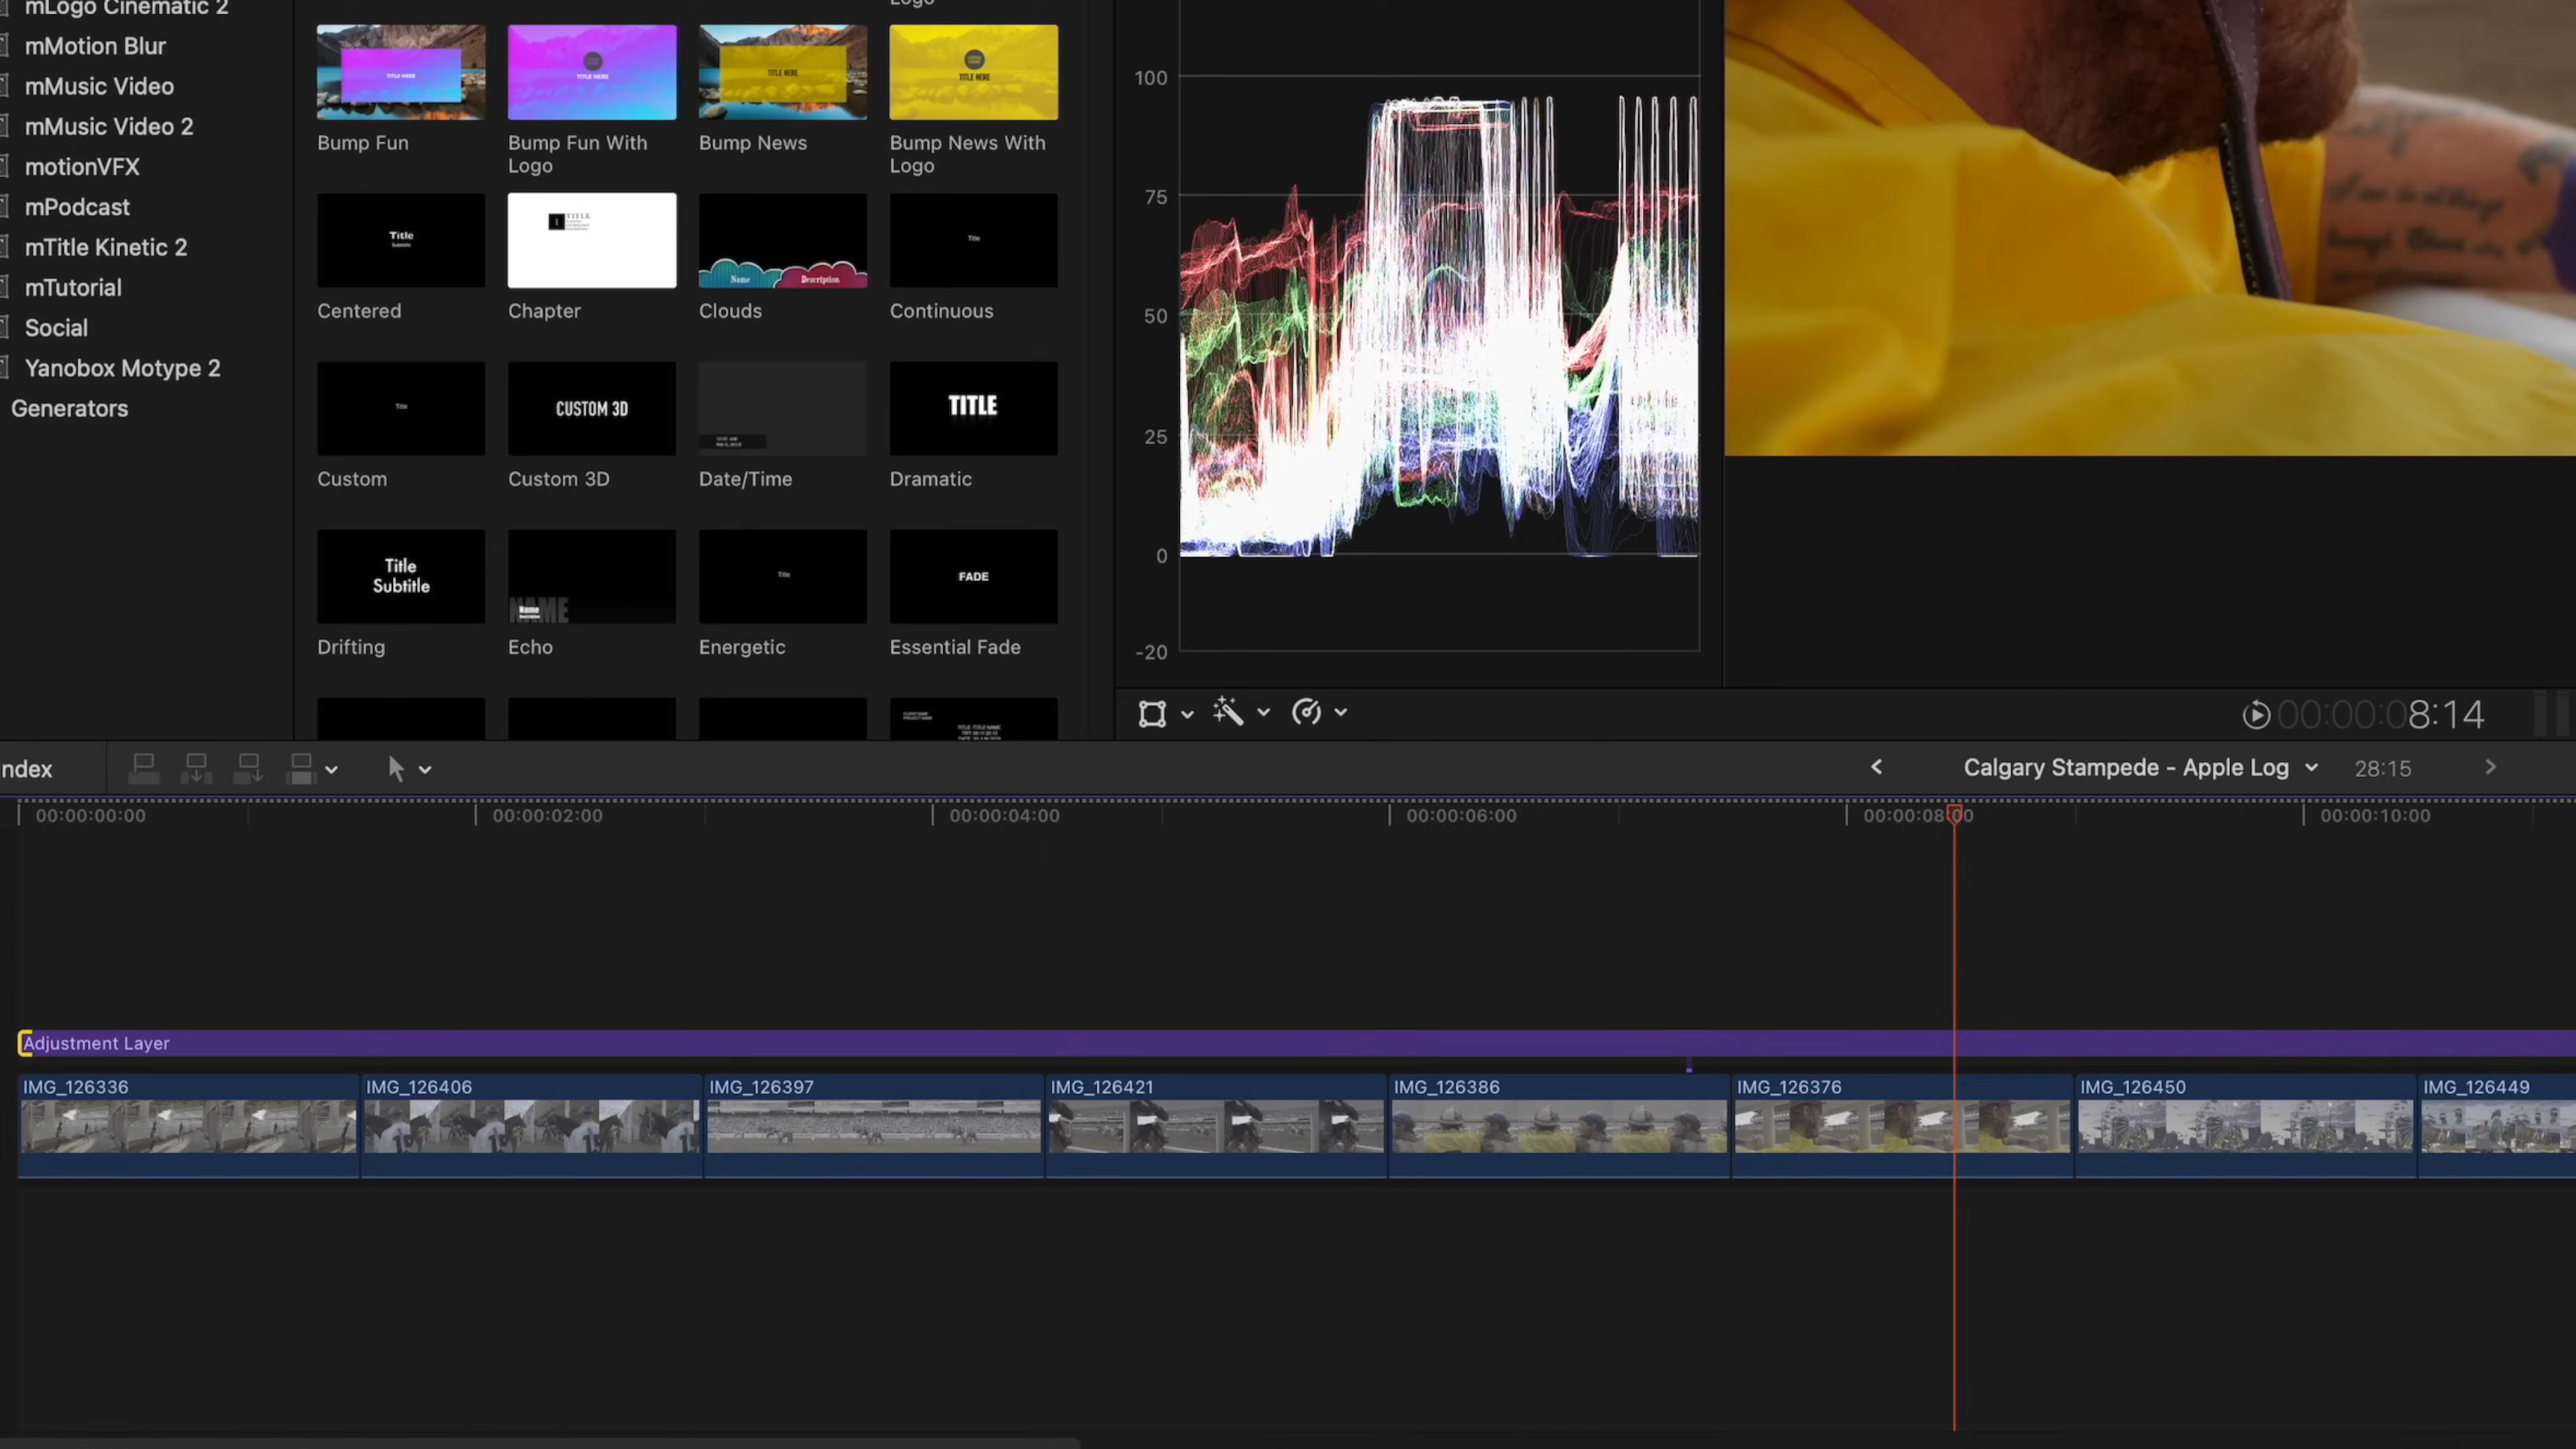 mLogo Cinematic 2
mMotion Blur
mMusic Video
mMusic Video 2
motionVFX
mPodcast
mTitle Kinetic 2
mTutorial
Social
Yanobox Motype 2
Generators
Logo
TITLE HERE
TITLE HERE
TITLE HERE
TITLE HERE
Bump Fun
Bump Fun With
Logo
Bump News
Bump News With
Logo
Title
Subtitle
1
TITLE
Name
Description
Title
Centered
Chapter
Clouds
Continuous
Title
CUSTOM 3D
TITLE
Custom
Custom 3D
Date/Time
Dramatic
Title
Subtitle
NAME
Name
Title
FADE
Drifting
Echo
Energetic
Essential Fade
100
75
50
25
0
-20
00:00:08:14
ndex
Calgary Stampede - Apple Log
28:15
00:00:00:00
00:00:02:00
00:00:04:00
00:00:06:00
00:00:08:00
00:00:10:00
Adjustment Layer
IMG_126336
IMG_126406
IMG_126397
IMG_126421
IMG_126386
IMG_126376
IMG_126450
IMG_126449